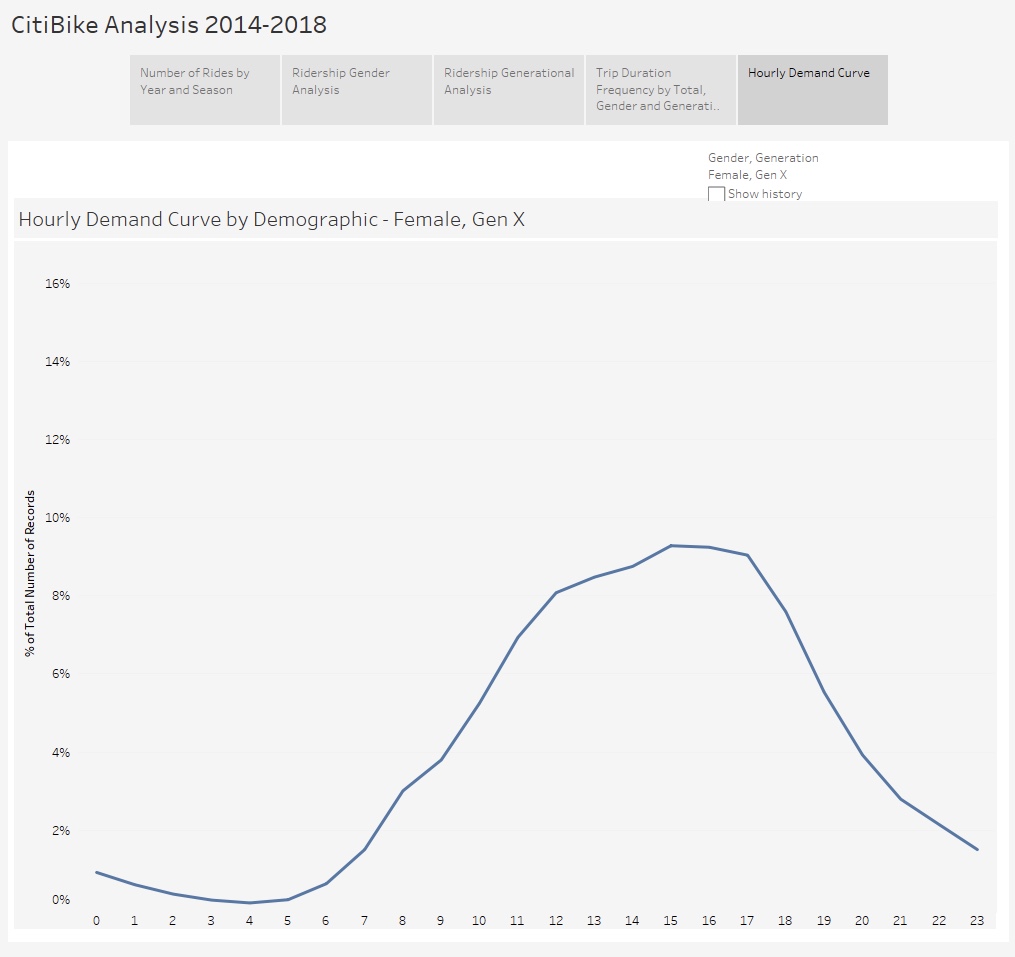 CitiBike Analysis 2014-2018
Number of Rides by
Year and Season
Ridership Gender
Analysis
Ridership Generational
Analysis
Trip Duration
Frequency by Total,
Gender and Generati..
Hourly Demand Curve
Gender, Generation
Female, Gen X
Show history
Hourly Demand Curve by Demographic - Female, Gen X
% of Total Number of Records
16%
14%
12%
10%
8%
6%
4%
2%
0%
0 1 2 3 4 5 6 7 8 9 10 11 12 13 14 15 16 17 18 19 20 21 22 23